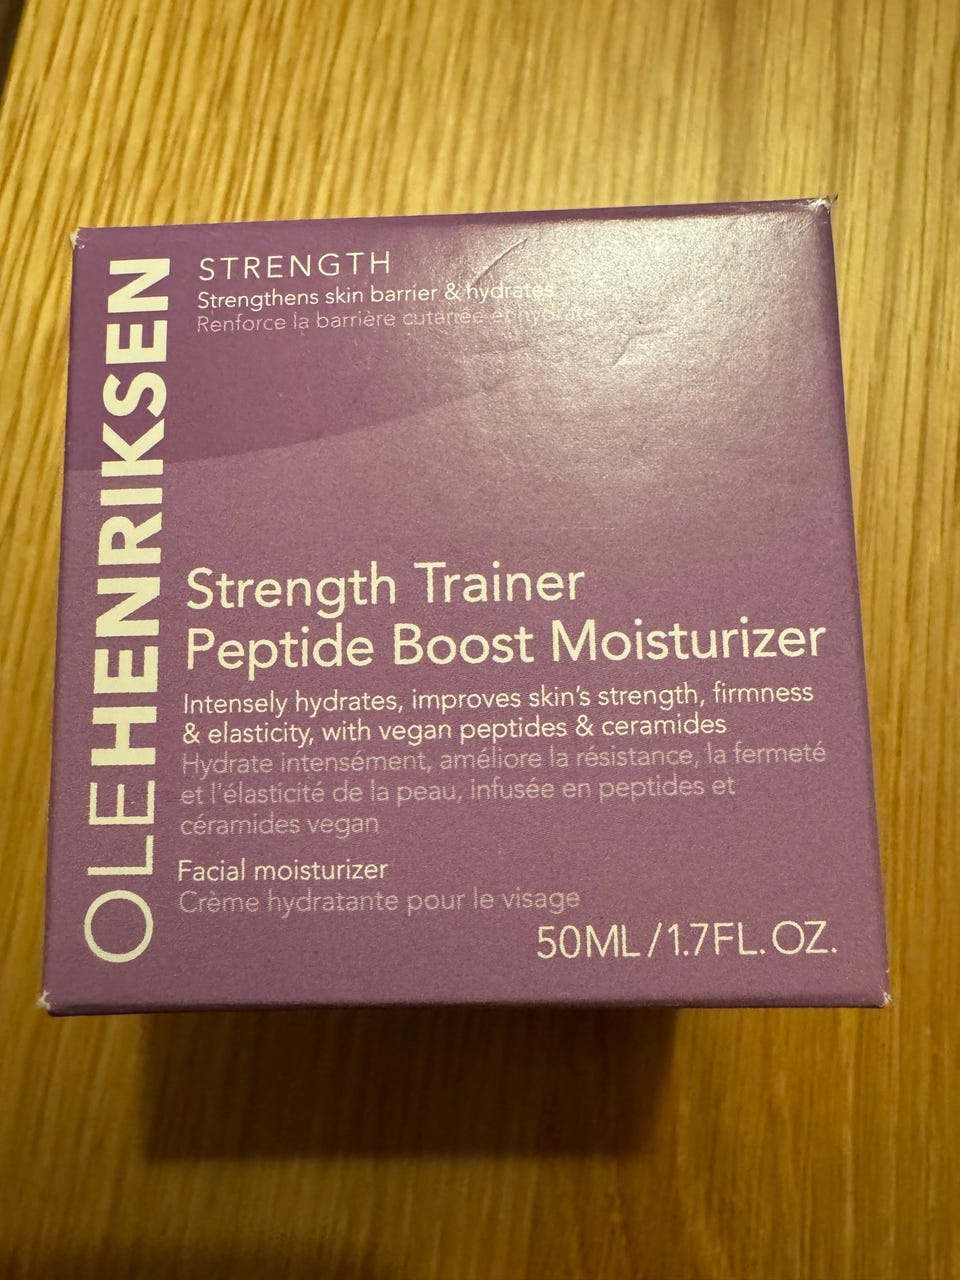 OLEHENRIKSEN
STRENGTH
Strengthens skin barrier & hydrates
Renforce la barrière cutanée et hydrate
Strength Trainer
Peptide Boost Moisturizer
Intensely hydrates, improves skin's strength, firmness
& elasticity, with vegan peptides & ceramides
Hydrate intensément, améliore la résistance, la fermeté
et l'élasticité de la peau, infusée en peptides et
céramides vegan
Facial moisturizer
Crème hydratante pour le visage
50ML/1.7FL.OZ.